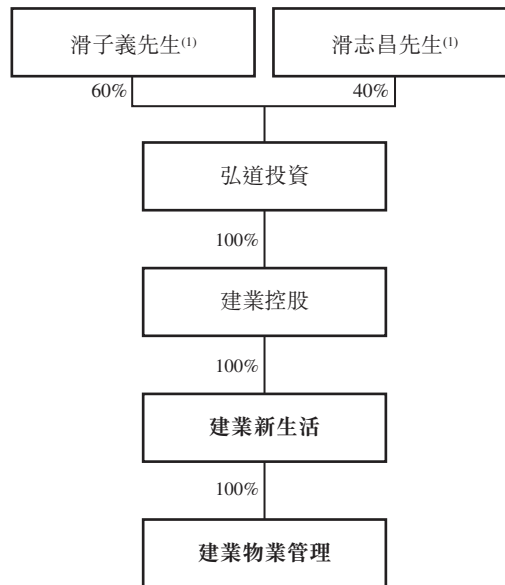 滑子義先生(1)
滑志昌先生(1)
60%
40%
弘道投資
100%
建業控股
100%
建業新生活
100%
建業物業管理